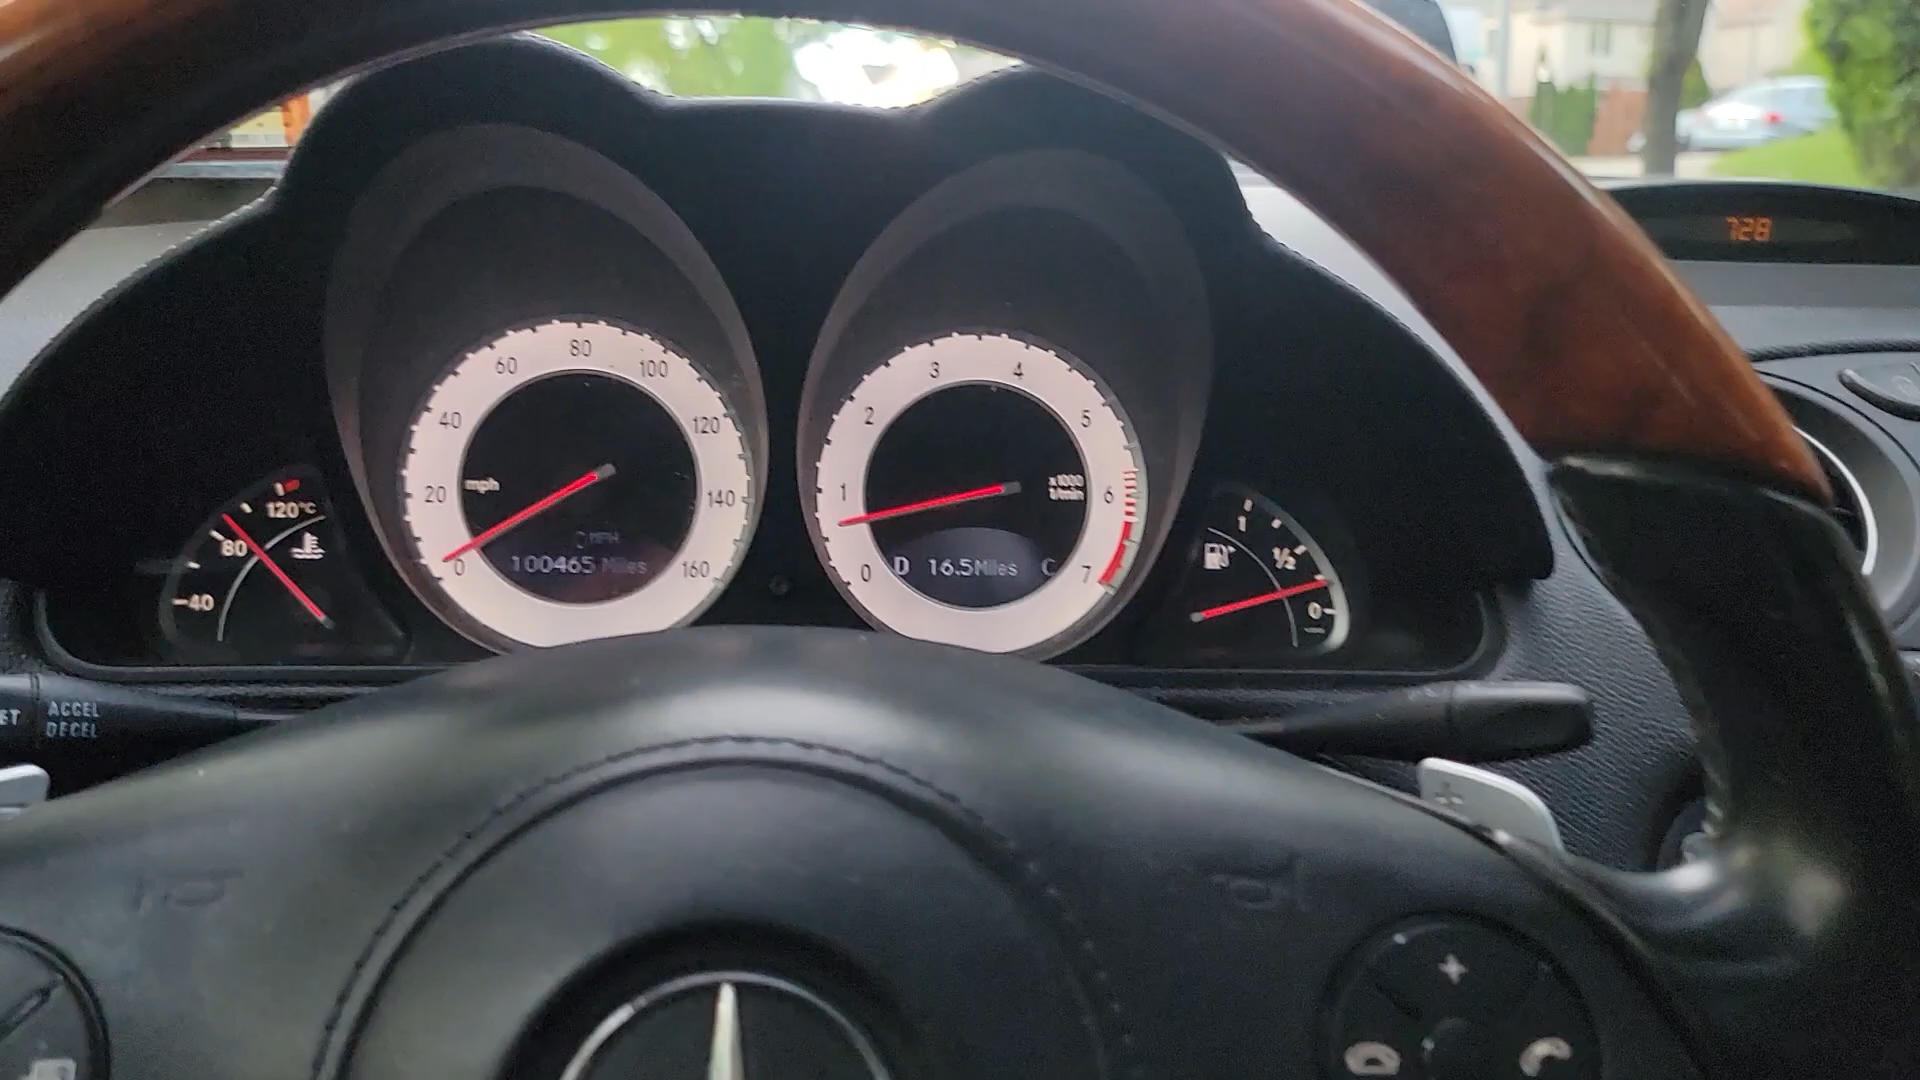 728
60 80 100
40 120
mph
20 140
0 160
0 MPH
100465 Miles
3 4
2 5
1 6
x1000
1/min
0 7
D 16.5Miles C
120°C
80
40
1
½
0
ACCEL
DECEL
+
+